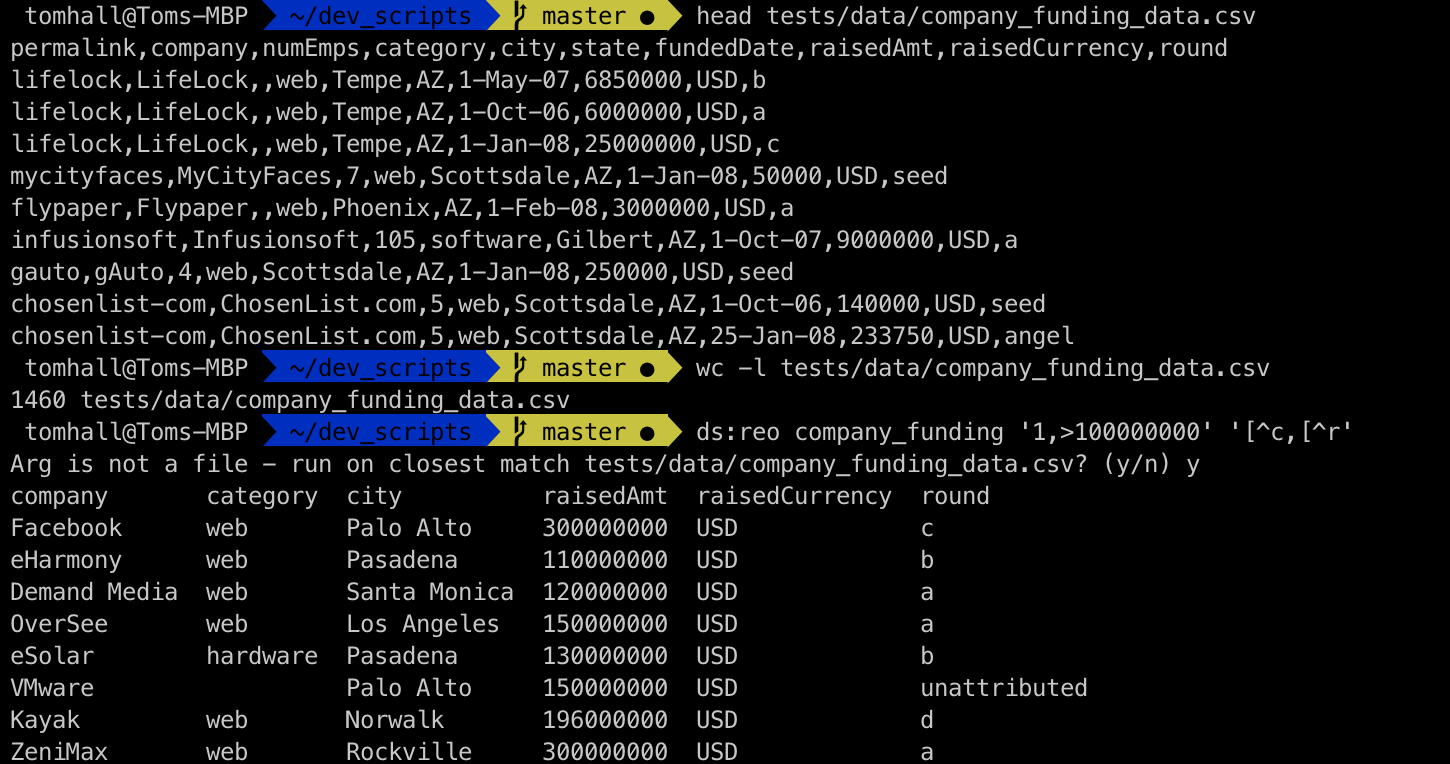 tomhall@Toms-MBP ~/dev_scripts master ● head tests/data/company_funding_data.csv
permalink,company,numEmps,category,city,state,fundedDate,raisedAmt,raisedCurrency,round
lifelock,LifeLock,,web,Tempe,AZ,1-May-07,6850000,USD,b
lifelock,LifeLock,,web,Tempe,AZ,1-Oct-06,6000000,USD,a
lifelock,LifeLock,,web,Tempe,AZ,1-Jan-08,25000000,USD,c
mycityfaces,MyCityFaces,7,web,Scottsdale,AZ,1-Jan-08,50000,USD,seed
flypaper,Flypaper,,web,Phoenix,AZ,1-Feb-08,3000000,USD,a
infusionsoft,Infusionsoft,105,software,Gilbert,AZ,1-Oct-07,9000000,USD,a
gauto,gAuto,4,web,Scottsdale,AZ,1-Jan-08,250000,USD,seed
chosenlist-com,ChosenList.com,5,web,Scottsdale,AZ,1-Oct-06,140000,USD,seed
chosenlist-com,ChosenList.com,5,web,Scottsdale,AZ,25-Jan-08,233750,USD,angel
tomhall@Toms-MBP ~/dev_scripts master ● wc -l tests/data/company_funding_data.csv
1460 tests/data/company_funding_data.csv
tomhall@Toms-MBP ~/dev_scripts master ● ds:reo company_funding '1,>100000000' '[^c,[^r'
Arg is not a file - run on closest match tests/data/company_funding_data.csv? (y/n) y
company category city raisedAmt raisedCurrency round
Facebook web Palo Alto 300000000 USD c
eHarmony web Pasadena 110000000 USD b
Demand Media web Santa Monica 120000000 USD a
OverSee web Los Angeles 150000000 USD a
eSolar hardware Pasadena 130000000 USD b
VMware Palo Alto 150000000 USD unattributed
Kayak web Norwalk 196000000 USD d
ZeniMax web Rockville 300000000 USD a